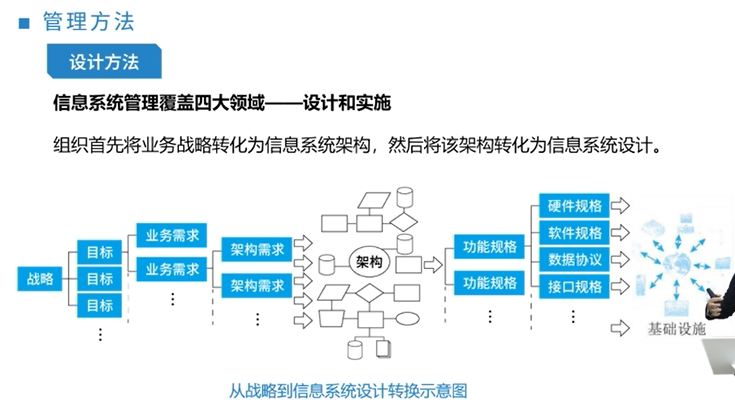 管理方法
设计方法
信息系统管理覆盖四大领域——设计和实施
组织首先将业务战略转化为信息系统架构，然后将该架构转化为信息系统设计。
战略
目标
目标
目标
业务需求
业务需求
架构需求
架构需求
架构
功能规格
功能规格
硬件规格
软件规格
数据协议
接口规格
基础设施
从战略到信息系统设计转换示意图